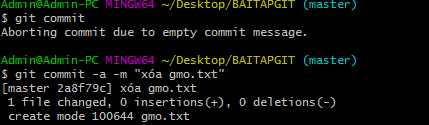 Admin@Admin-PC MINGW64 ~/Desktop/BAITAPGIT (master)
$ git commit
Aborting commit due to empty commit message.
Admin@Admin-PC MINGW64 ~/Desktop/BAITAPGIT (master)
$ git commit -a -m "xóa gmo.txt"
[master 2a8f79c] xóa gmo.txt
1 file changed, 0 insertions(+), 0 deletions(-)
create mode 100644 gmo.txt